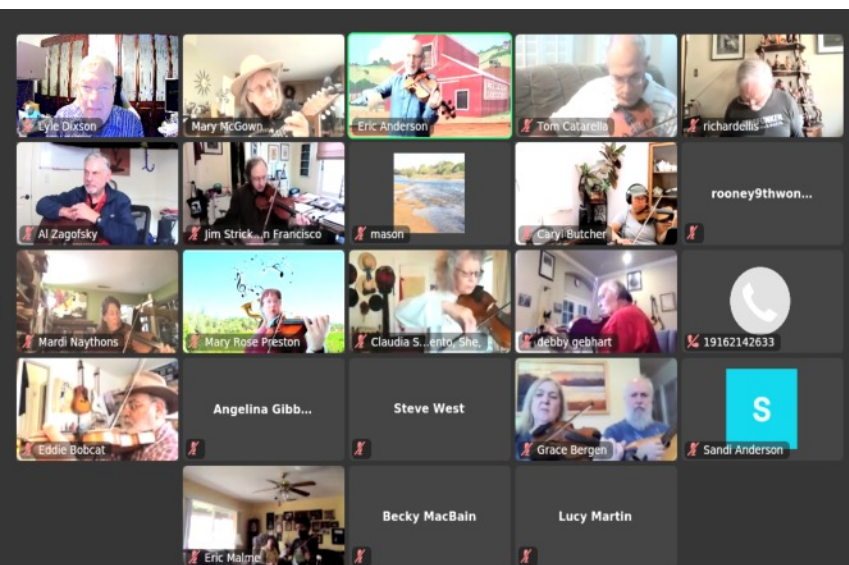 Lyle Dixson
Mary McGown...
Eric Anderson
Tom Catarella
richardellis
Al Zagofsky
Jim Strick...n Francisco
mason
Caryl Butcher
rooney9thwon...
Mardi Naythons
Mary Rose Preston
Claudia S...ento, She,
debby gebhart
19162142633
Eddie Bobcat
Angelina Gibb...
Steve West
Grace Bergen
S
Sandi Anderson
Eric Malme
Becky MacBain
Lucy Martin